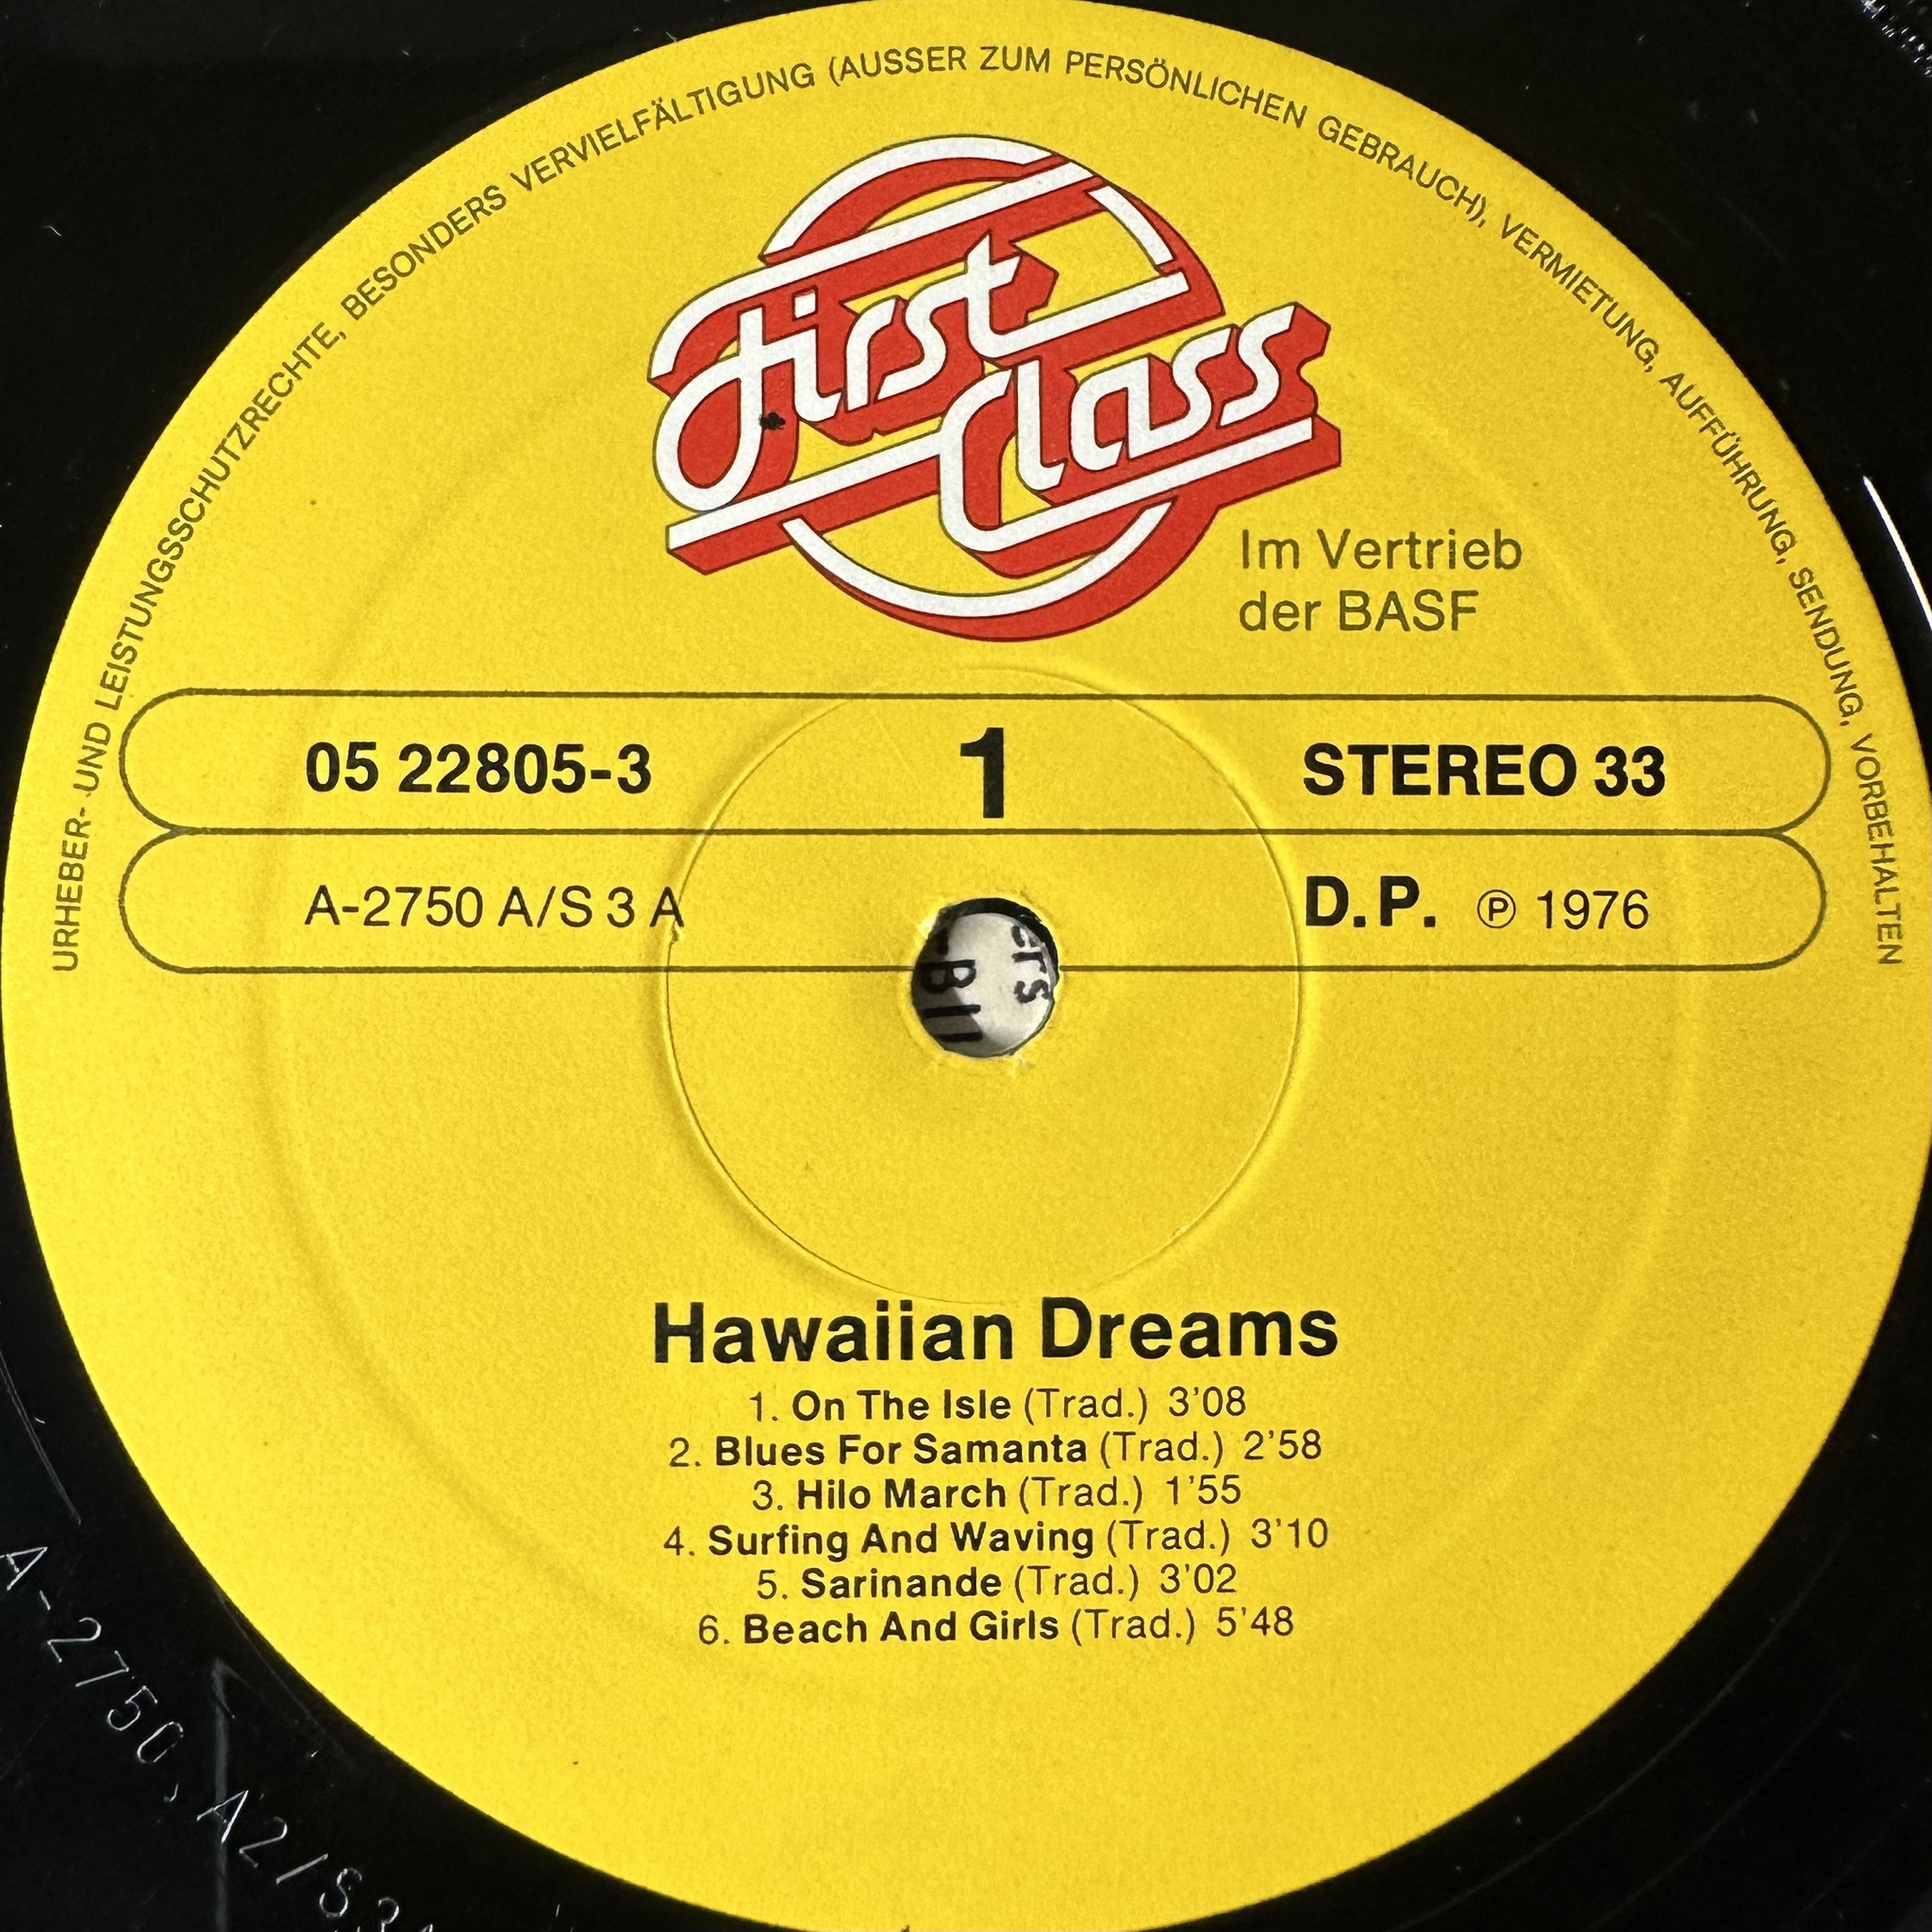 URHEBER- UND LEISTUNGSSCHUTZRECHTE, BESONDERS VERVIELFÄLTIGUNG (AUSSER ZUM PERSÖNLICHEN GEBRAUCH), VERMIETUNG, AUFFÜHRUNG, SENDUNG, VORBEHALTEN
First
Class
Im Vertrieb
der BASF
05 22805-3 1 STEREO 33
A-2750 A/S 3 A D.P. ℗ 1976
ers
Hawaiian Dreams
1. On The Isle (Trad.) 3'08
2. Blues For Samanta (Trad.) 2'58
3. Hilo March (Trad.) 1'55
4. Surfing And Waving (Trad.) 3'10
5. Sarinande (Trad.) 3'02
6. Beach And Girls (Trad.) 5'48
A-2750, A2/S3A